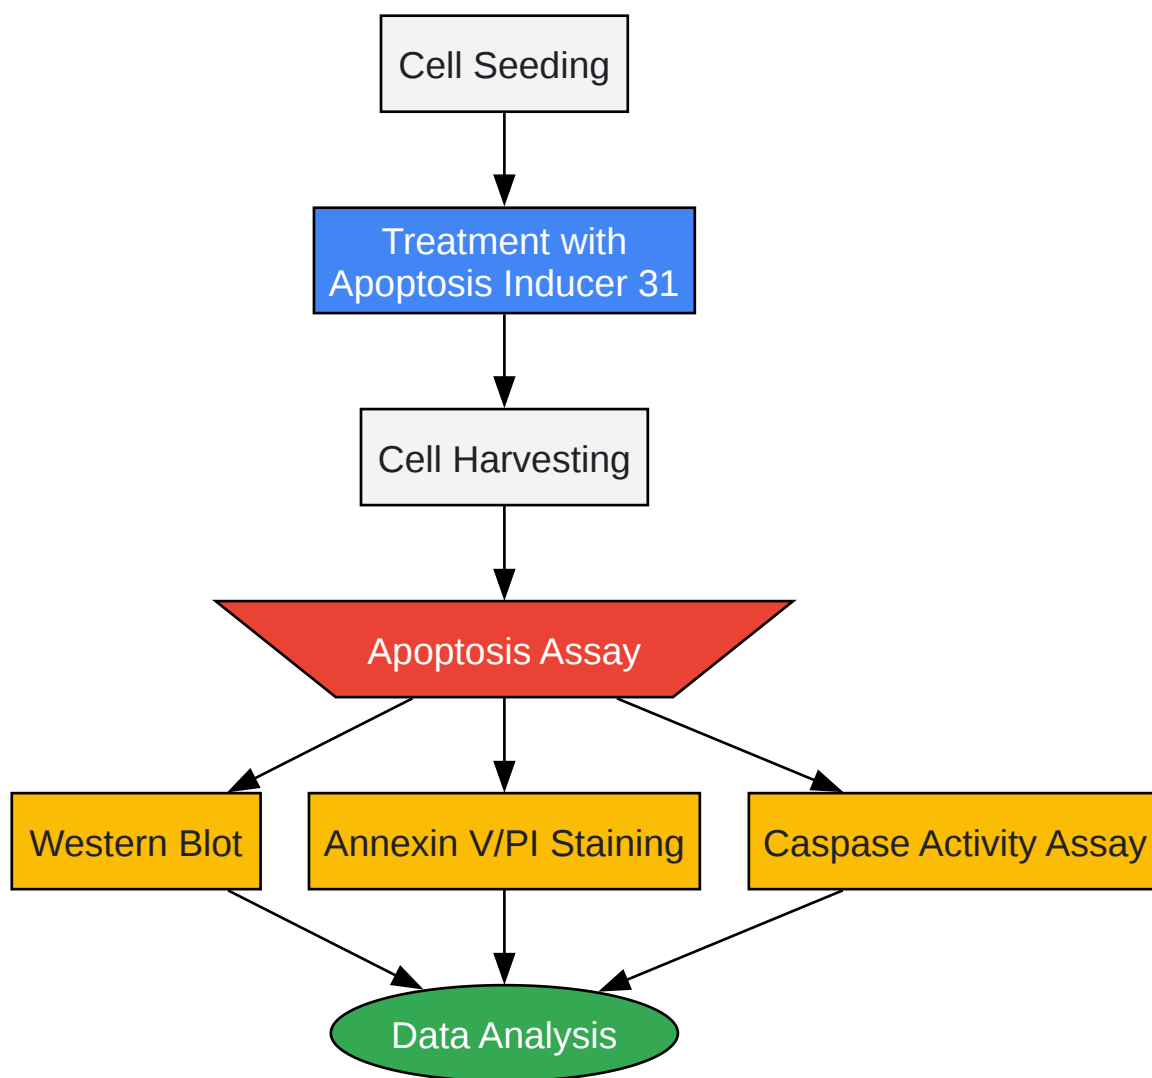 Cell Seeding
Treatment with
Apoptosis Inducer 31
Cell Harvesting
Apoptosis Assay
Western Blot
Annexin V/PI Staining
Caspase Activity Assay
Data Analysis